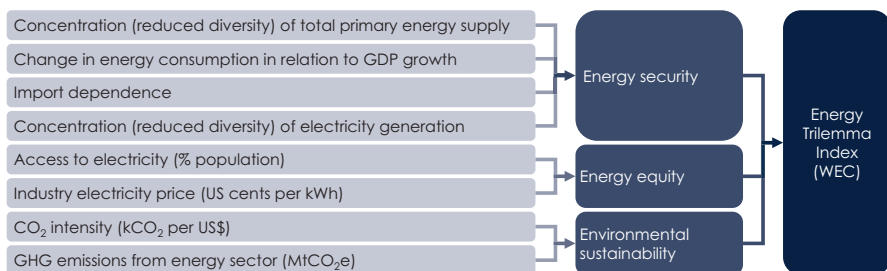 Concentration (reduced diversity) of total primary energy supply
Change in energy consumption in relation to GDP growth
Import dependence
Concentration (reduced diversity) of electricity generation
Access to electricity (% population)
Industry electricity price (US cents per kWh)
CO₂ intensity (kCO₂ per US$)
GHG emissions from energy sector (MtCO₂e)
Energy security
Energy equity
Environmental
sustainability
Energy
Trilemma
Index
(WEC)